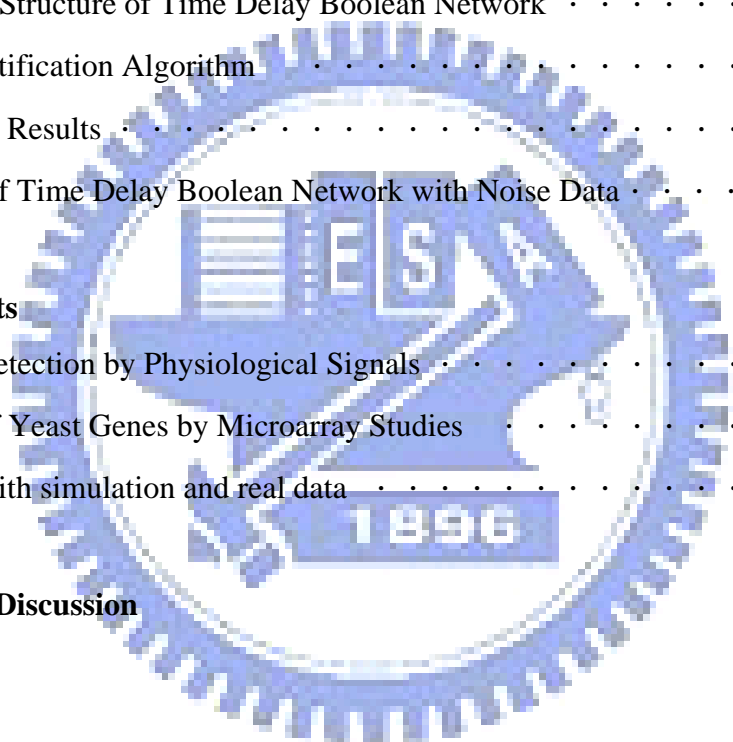 Structure of Time Delay Boolean Network · · · · · ·
tification Algorithm · · · · · · · · · · · · · ·
Results · · · · · · · · · · · · · · · · · · · ·
f Time Delay Boolean Network with Noise Data · · · ·
ESA
ts
etection by Physiological Signals · · · · · · · · · ·
f Yeast Genes by Microarray Studies · · · · · · · ·
ith simulation and real data · · · · · · · · · · · ·
1896
Discussion